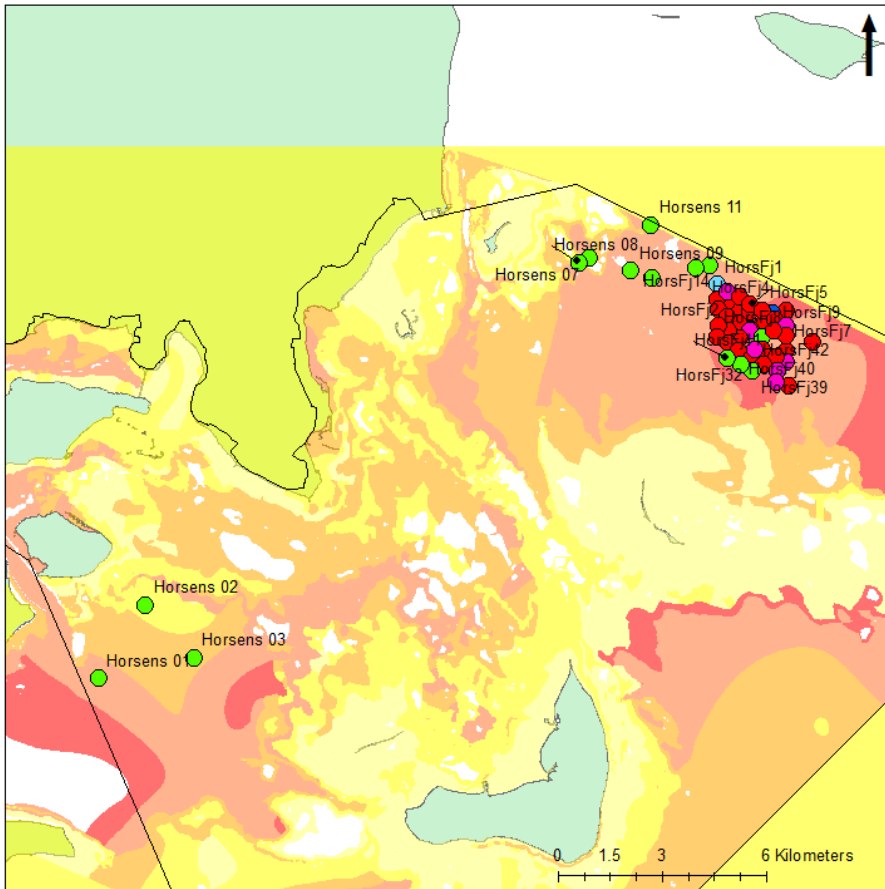 Horsens 11
Horsens 08
Horsens 09
Horsens 07
HorsFj1
HorsFj14
HorsFj4
HorsFj5
HorsFj9
HorsFj7
HorsFj42
HorsFj40
HorsFj32
HorsFj39
Horsens 02
Horsens 03
Horsens 01
0 1.5 3 6 Kilometers